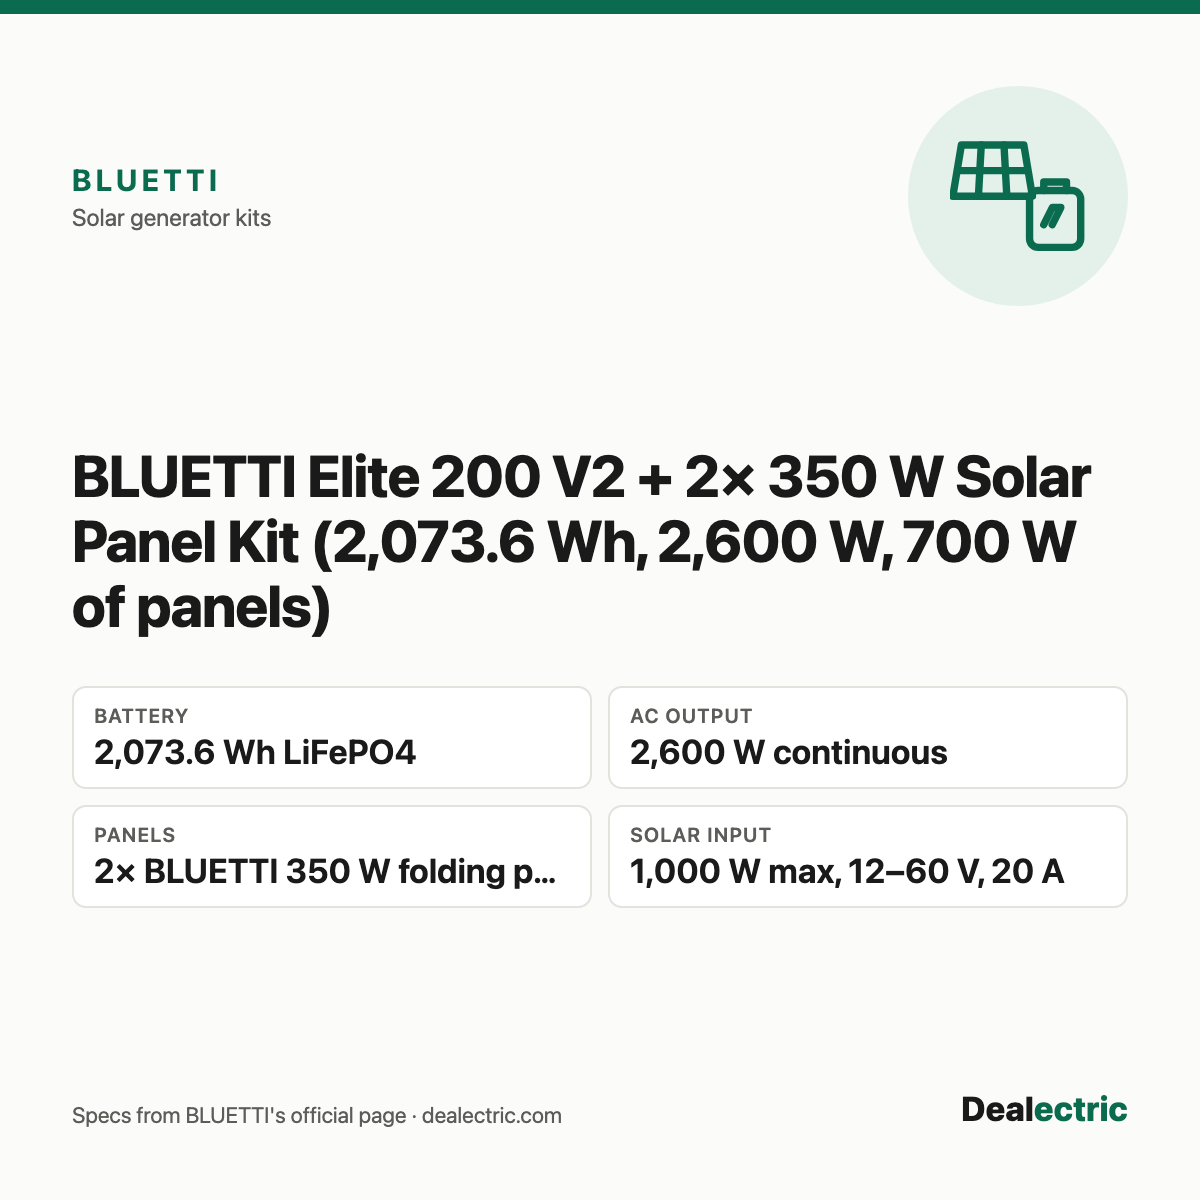 BLUETTI
Solar generator kits
BLUETTI Elite 200 V2 + 2× 350 W Solar
Panel Kit (2,073.6 Wh, 2,600 W, 700 W
of panels)
BATTERY
2,073.6 Wh LiFePO4
AC OUTPUT
2,600 W continuous
PANELS
2× BLUETTI 350 W folding p…
SOLAR INPUT
1,000 W max, 12–60 V, 20 A
Specs from BLUETTI's official page · dealectric.com
Dealectric